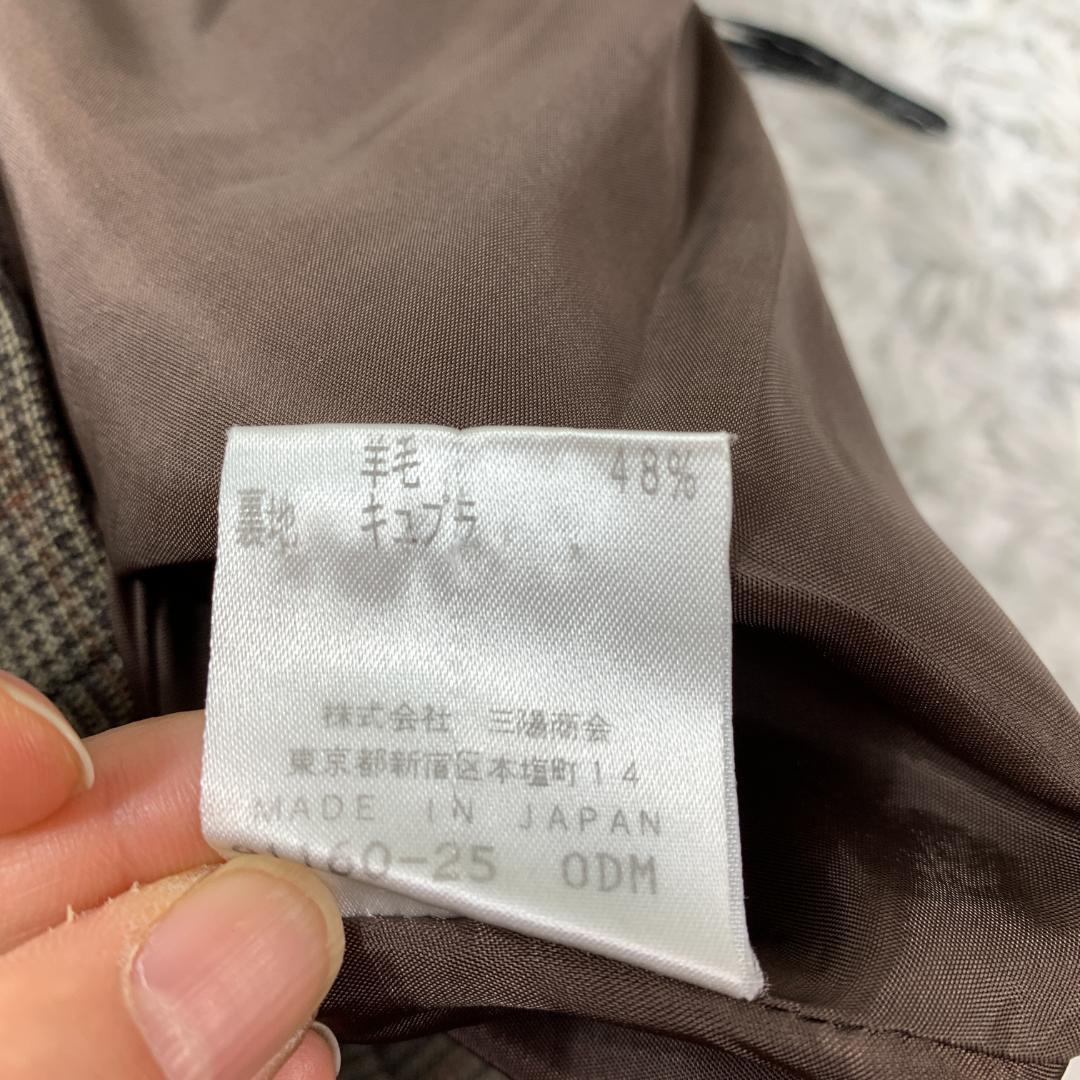 羊毛 48%
裏地 キュプラ
株式会社 三陽商会
東京都新宿区本塩町14
MADE IN JAPAN
60-25 ODM